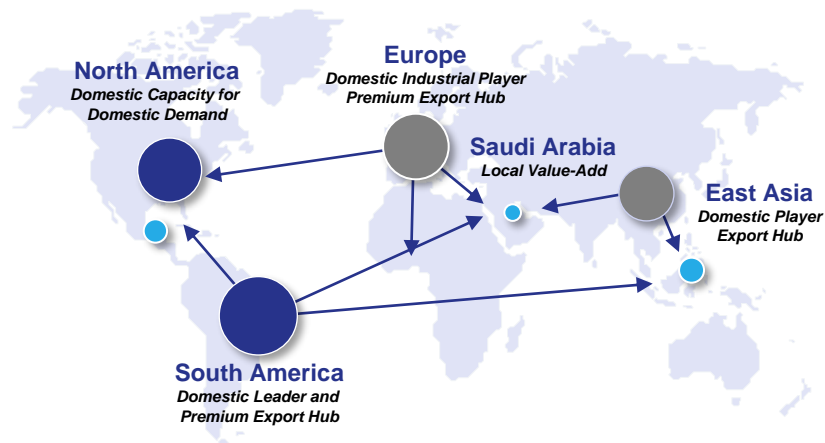 North America
Domestic Capacity for
Domestic Demand
Europe
Domestic Industrial Player
Premium Export Hub
Saudi Arabia
Local Value-Add
East Asia
Domestic Player
Export Hub
South America
Domestic Leader and
Premium Export Hub